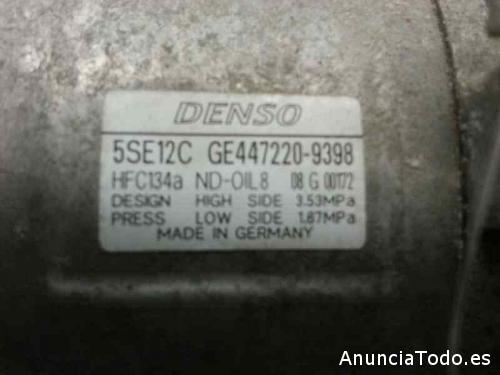 DENSO
5SE12C GE447220-9398
HFC134a ND-OIL8 08 G 00172
DESIGN HIGH SIDE 3.53MPa
PRESS LOW SIDE 1.87MPa
MADE IN GERMANY
AnunciaTodo.es